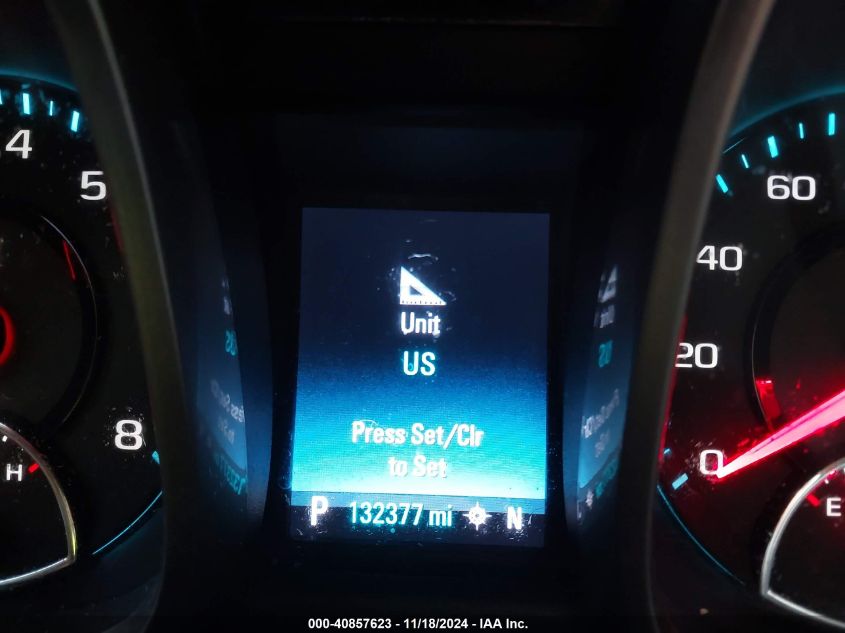 4
5
8
H
Unit
US
Press Set/Clr
to Set
P 132377 mi N
60
40
20
0
E
000-40857623 - 11/18/2024 - IAA Inc.